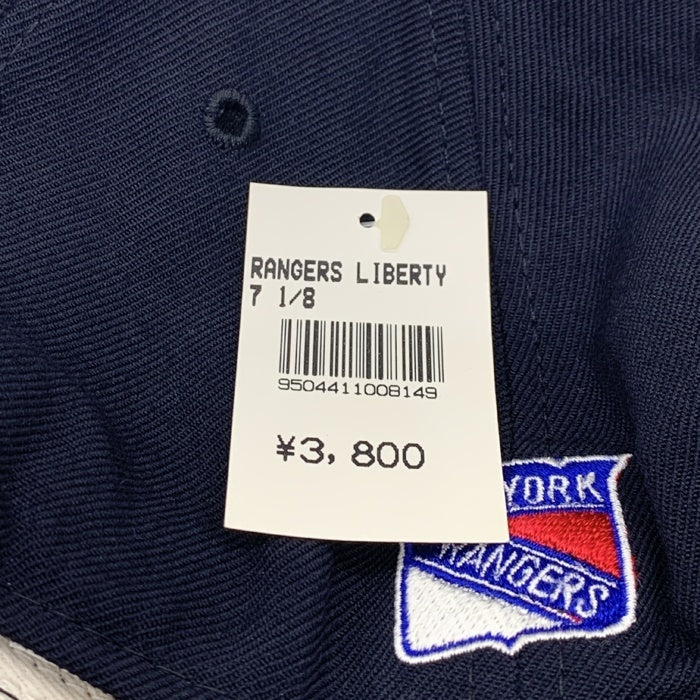 RANGERS LIBERTY
7 1/8
9504411008149
¥3,800
YORK
RANGERS